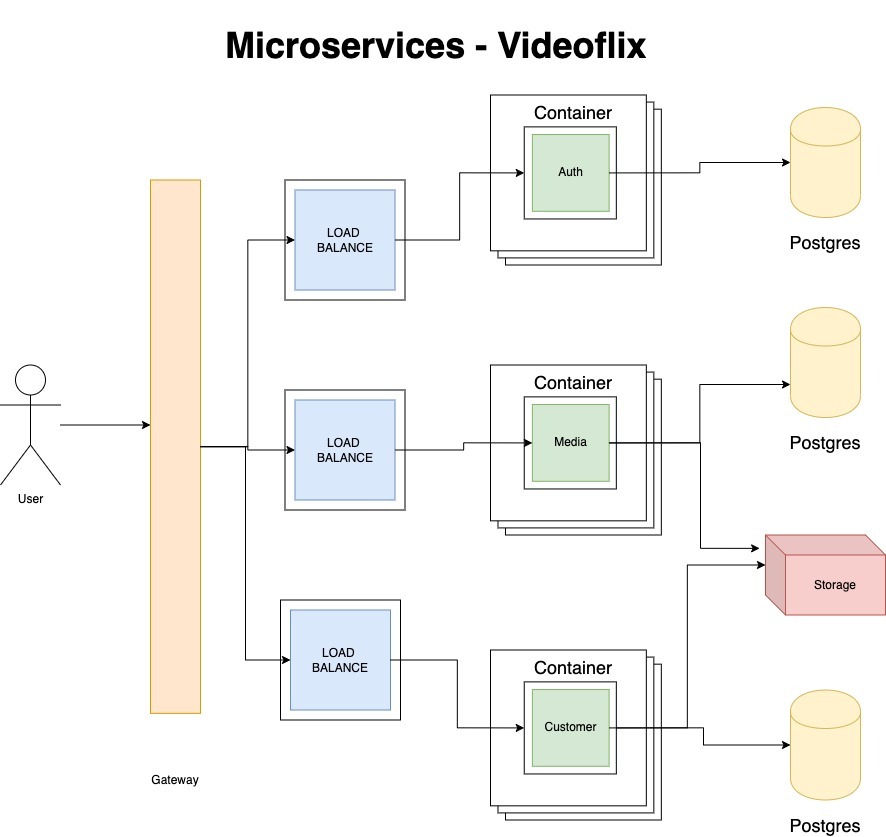 Microservices - Videoflix
Container
Auth
LOAD
BALANCE
Postgres
Container
Media
LOAD
BALANCE
Postgres
User
Storage
Container
LOAD
BALANCE
Customer
Gateway
Postgres